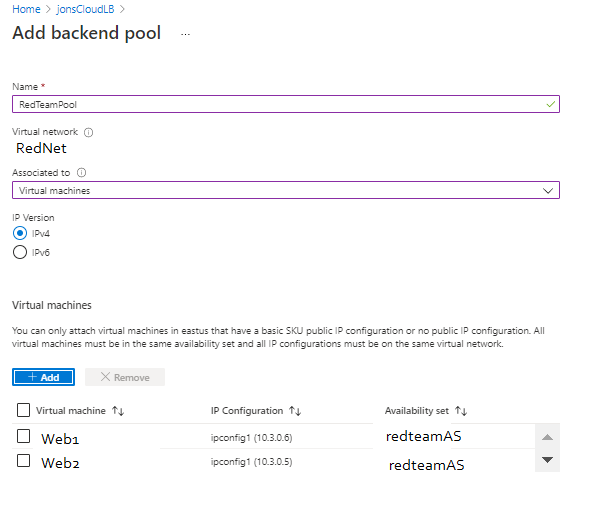 Home > jonsCloudLB >
Add backend pool ...
Name *
RedTeamPool
Virtual network
RedNet
Associated to
Virtual machines
IP Version
IPv4
IPv6
Virtual machines
You can only attach virtual machines in eastus that have a basic SKU public IP configuration or no public IP configuration. All
virtual machines must be in the same availability set and all IP configurations must be on the same virtual network.
+ Add × Remove
Virtual machine ↑↓ IP Configuration ↑↓ Availability set ↑↓
Web1 ipconfig1 (10.3.0.6) redteamAS
Web2 ipconfig1 (10.3.0.5) redteamAS